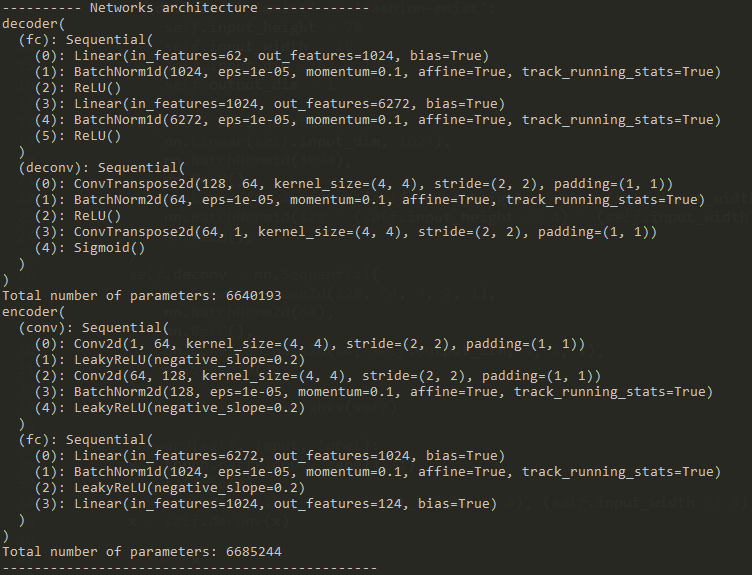 ---------- Networks architecture -------------
decoder(
  (fc): Sequential(
    (0): Linear(in_features=62, out_features=1024, bias=True)
    (1): BatchNorm1d(1024, eps=1e-05, momentum=0.1, affine=True, track_running_stats=True)
    (2): ReLU()
    (3): Linear(in_features=1024, out_features=6272, bias=True)
    (4): BatchNorm1d(6272, eps=1e-05, momentum=0.1, affine=True, track_running_stats=True)
    (5): ReLU()
  )
  (deconv): Sequential(
    (0): ConvTranspose2d(128, 64, kernel_size=(4, 4), stride=(2, 2), padding=(1, 1))
    (1): BatchNorm2d(64, eps=1e-05, momentum=0.1, affine=True, track_running_stats=True)
    (2): ReLU()
    (3): ConvTranspose2d(64, 1, kernel_size=(4, 4), stride=(2, 2), padding=(1, 1))
    (4): Sigmoid()
  )
)
Total number of parameters: 6640193
encoder(
  (conv): Sequential(
    (0): Conv2d(1, 64, kernel_size=(4, 4), stride=(2, 2), padding=(1, 1))
    (1): LeakyReLU(negative_slope=0.2)
    (2): Conv2d(64, 128, kernel_size=(4, 4), stride=(2, 2), padding=(1, 1))
    (3): BatchNorm2d(128, eps=1e-05, momentum=0.1, affine=True, track_running_stats=True)
    (4): LeakyReLU(negative_slope=0.2)
  )
  (fc): Sequential(
    (0): Linear(in_features=6272, out_features=1024, bias=True)
    (1): BatchNorm1d(1024, eps=1e-05, momentum=0.1, affine=True, track_running_stats=True)
    (2): LeakyReLU(negative_slope=0.2)
    (3): Linear(in_features=1024, out_features=124, bias=True)
  )
)
Total number of parameters: 6685244
-----------------------------------------------